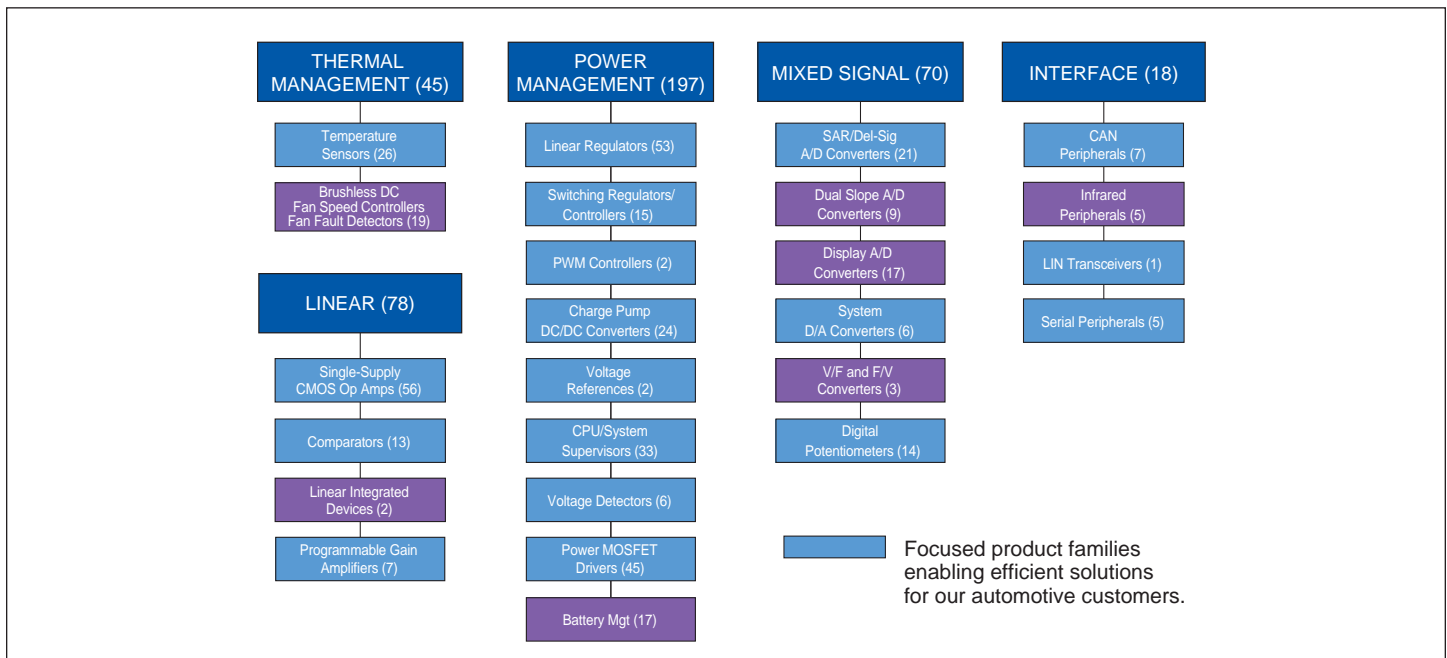 THERMAL
MANAGEMENT (45)
Temperature
Sensors (26)
Brushless DC
Fan Speed Controllers
Fan Fault Detectors (19)
LINEAR (78)
Single-Supply
CMOS Op Amps (56)
Comparators (13)
Linear Integrated
Devices (2)
Programmable Gain
Amplifiers (7)
POWER
MANAGEMENT (197)
Linear Regulators (53)
Switching Regulators/
Controllers (15)
PWM Controllers (2)
Charge Pump
DC/DC Converters (24)
Voltage
References (2)
CPU/System
Supervisors (33)
Voltage Detectors (6)
Power MOSFET
Drivers (45)
Battery Mgt (17)
MIXED SIGNAL (70)
SAR/Del-Sig
A/D Converters (21)
Dual Slope A/D
Converters (9)
Display A/D
Converters (17)
System
D/A Converters (6)
V/F and F/V
Converters (3)
Digital
Potentiometers (14)
INTERFACE (18)
CAN
Peripherals (7)
Infrared
Peripherals (5)
LIN Transceivers (1)
Serial Peripherals (5)
Focused product families
enabling efficient solutions
for our automotive customers.